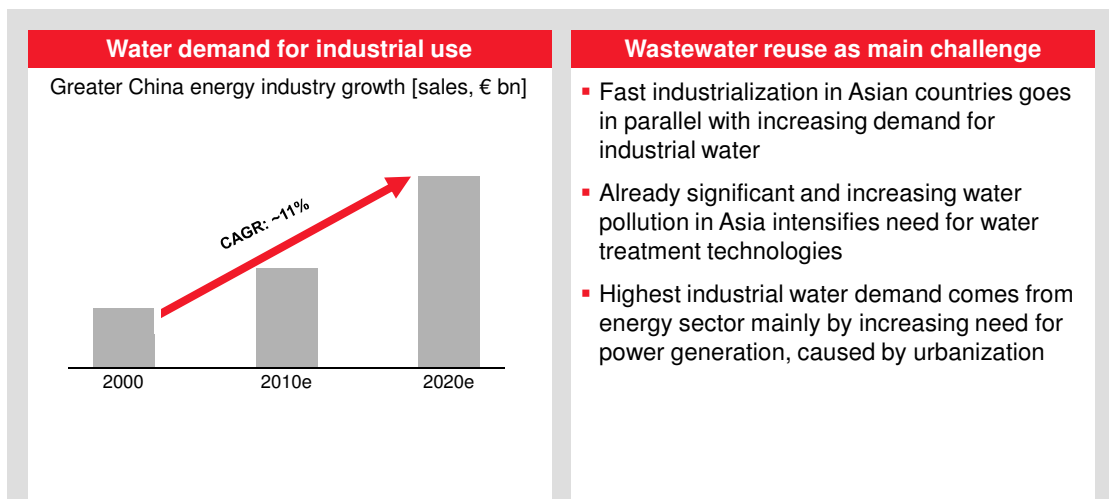 Water demand for industrial use
Greater China energy industry growth [sales, € bn]
CAGR: ~11%
2000
2010e
2020e
Wastewater reuse as main challenge
▪ Fast industrialization in Asian countries goes
in parallel with increasing demand for
industrial water
▪ Already significant and increasing water
pollution in Asia intensifies need for water
treatment technologies
▪ Highest industrial water demand comes from
energy sector mainly by increasing need for
power generation, caused by urbanization